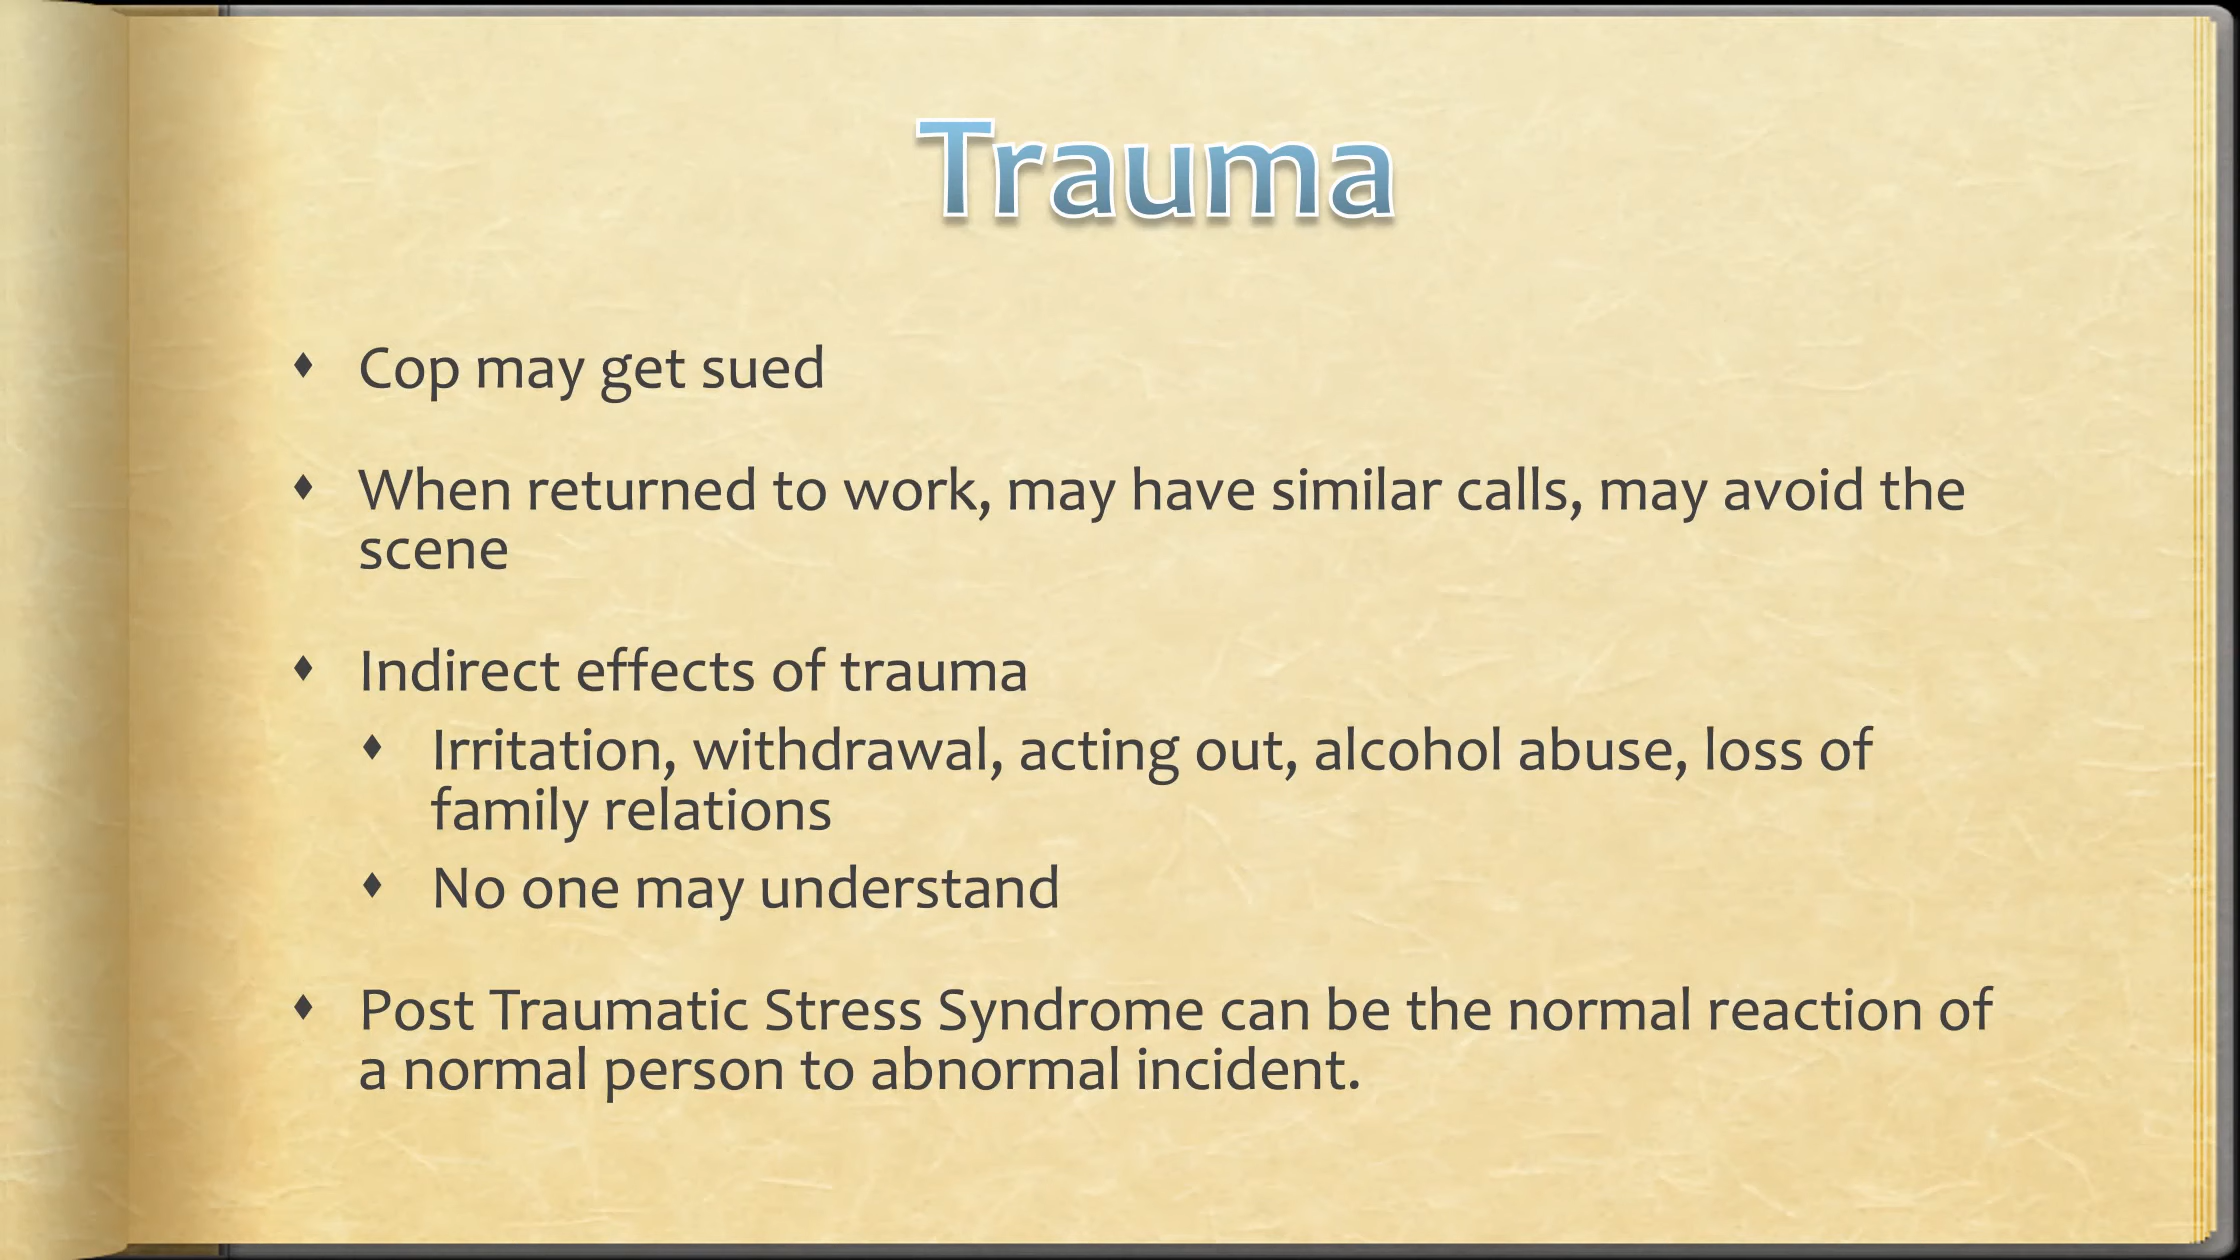 Trauma
♦ Cop may get sued
♦ When returned to work, may have similar calls, may avoid the
scene
♦ Indirect effects of trauma
♦ Irritation, withdrawal, acting out, alcohol abuse, loss of
family relations
♦ No one may understand
♦ Post Traumatic Stress Syndrome can be the normal reaction of
a normal person to abnormal incident.